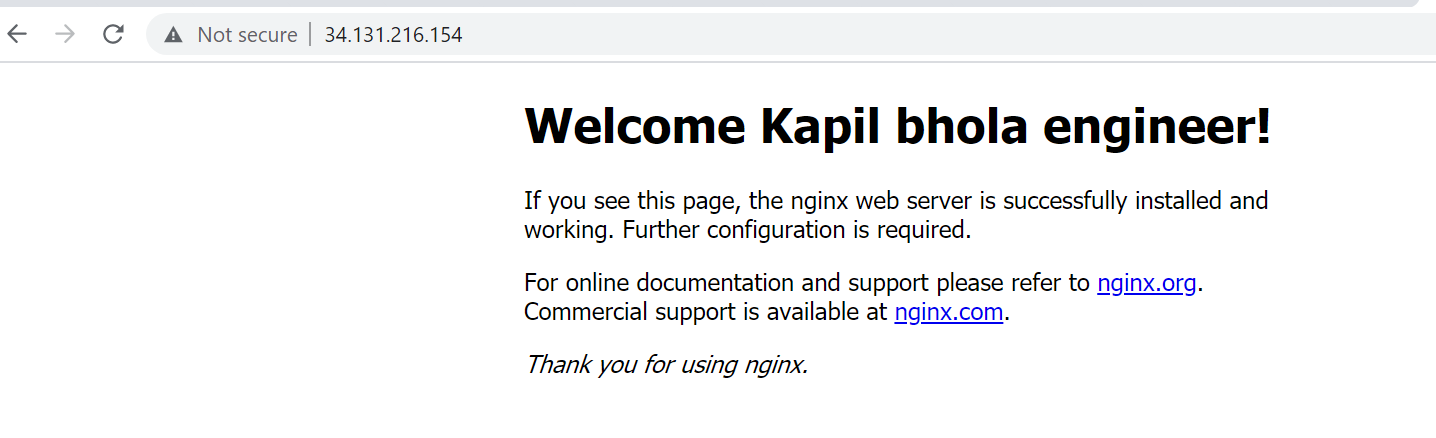 Not secure | 34.131.216.154
Welcome Kapil bhola engineer!
If you see this page, the nginx web server is successfully installed and
working. Further configuration is required.
For online documentation and support please refer to nginx.org.
Commercial support is available at nginx.com.
Thank you for using nginx.